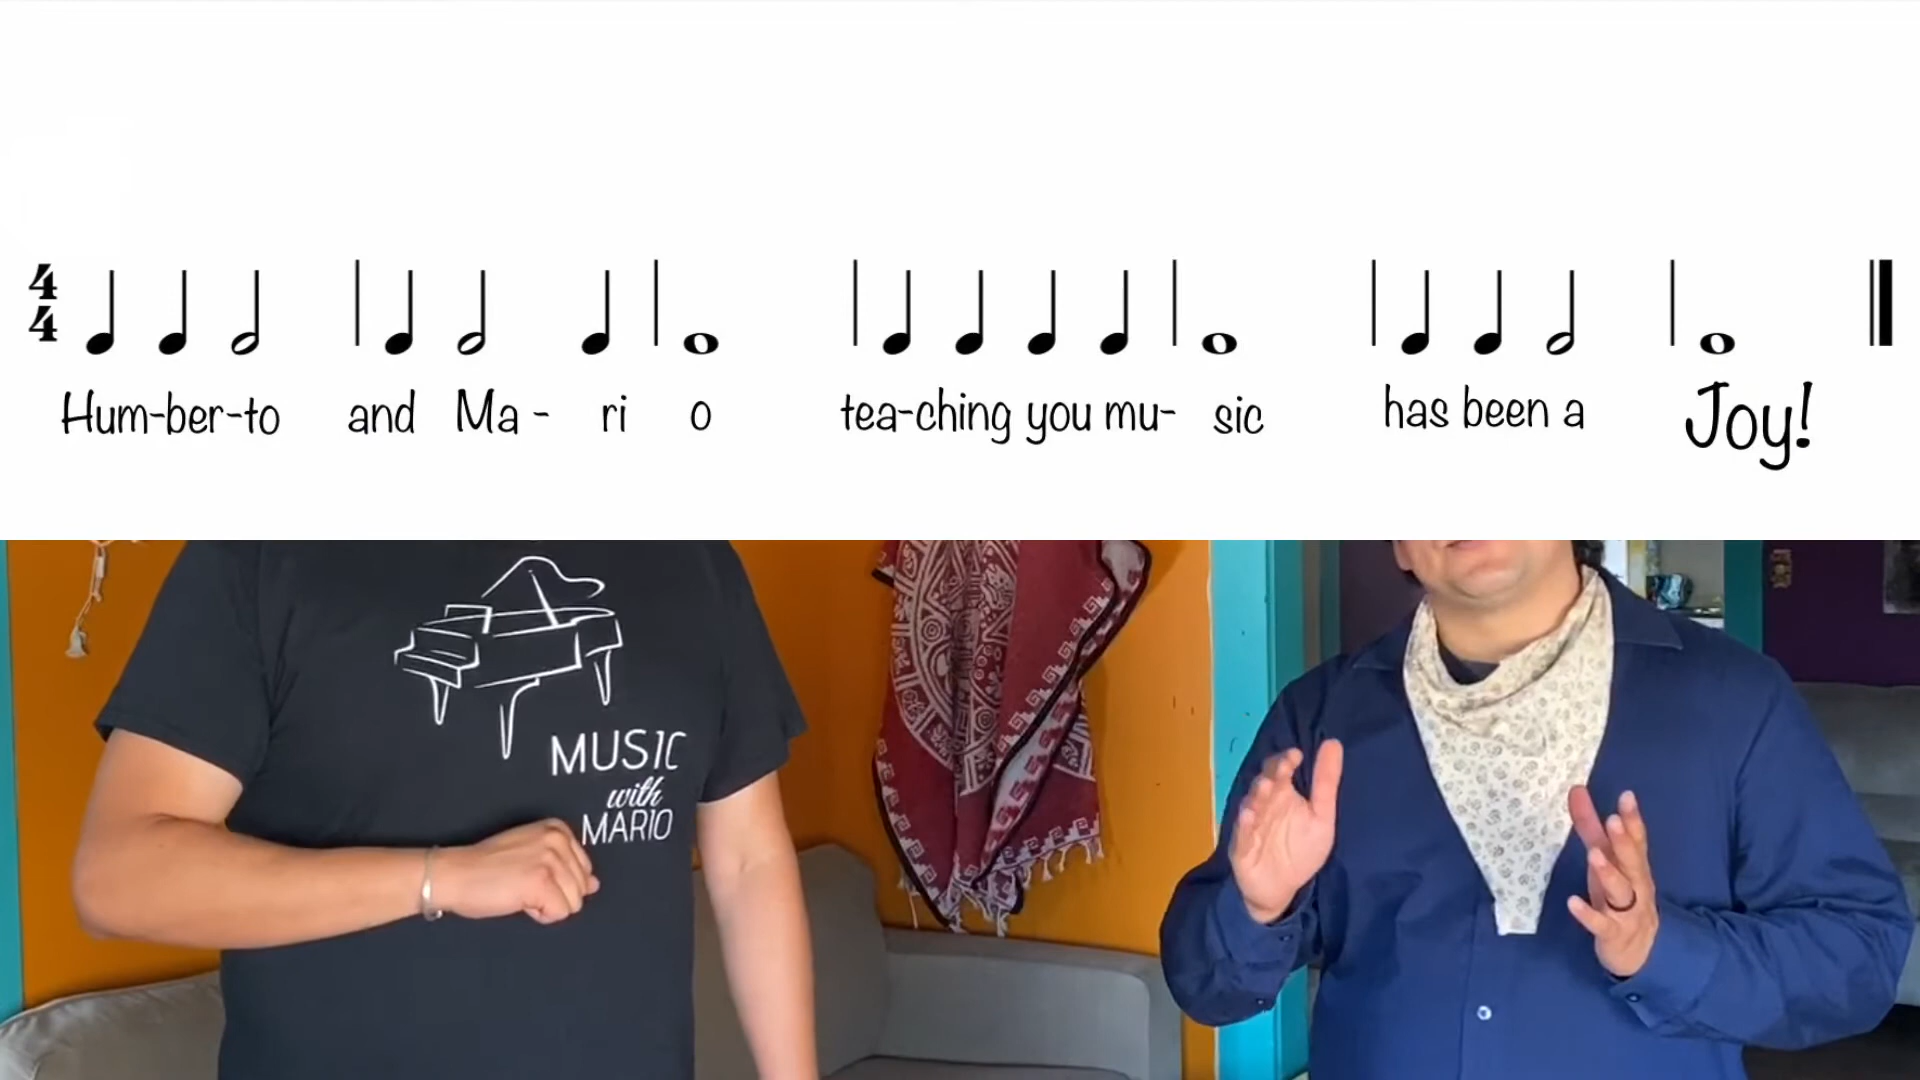 4
4
Hum-ber-to and Ma - ri o tea-ching you mu- sic has been a Joy!
MUSIC
with
MARIO